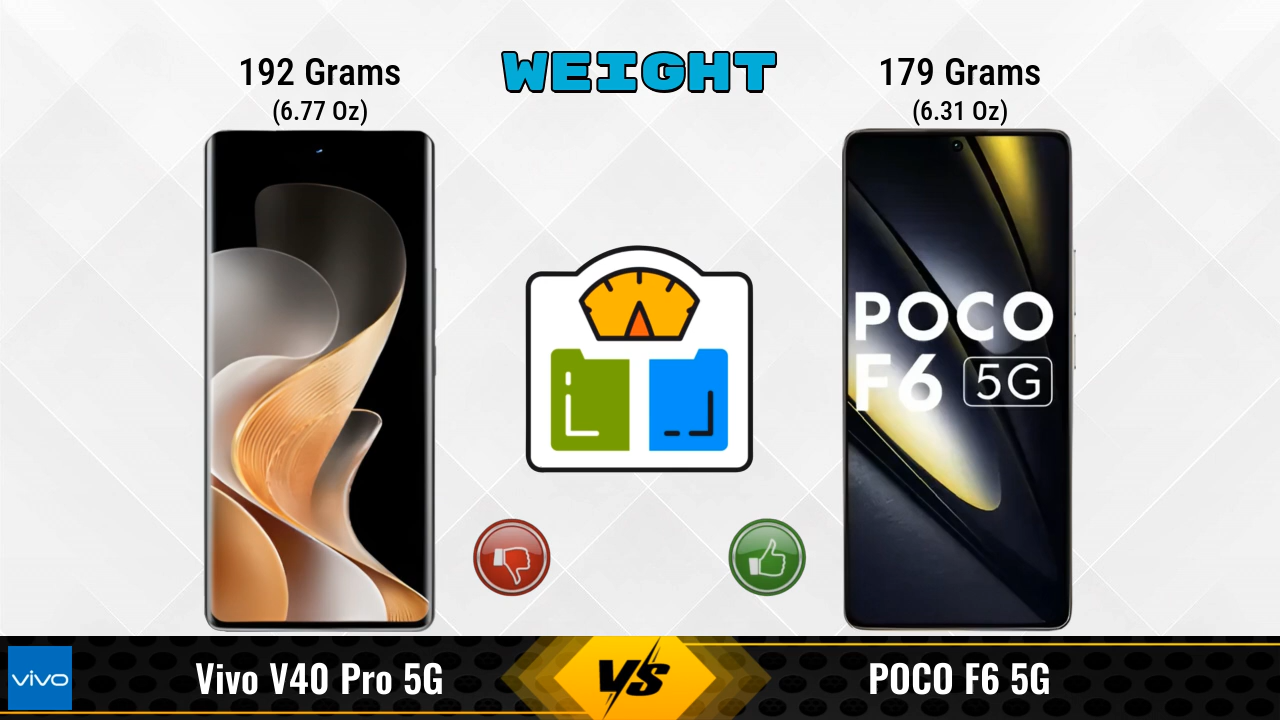 WEIGHT
192 Grams
(6.77 Oz)
179 Grams
(6.31 Oz)
POCO
F6 5G
vivo
Vivo V40 Pro 5G
VS
POCO F6 5G